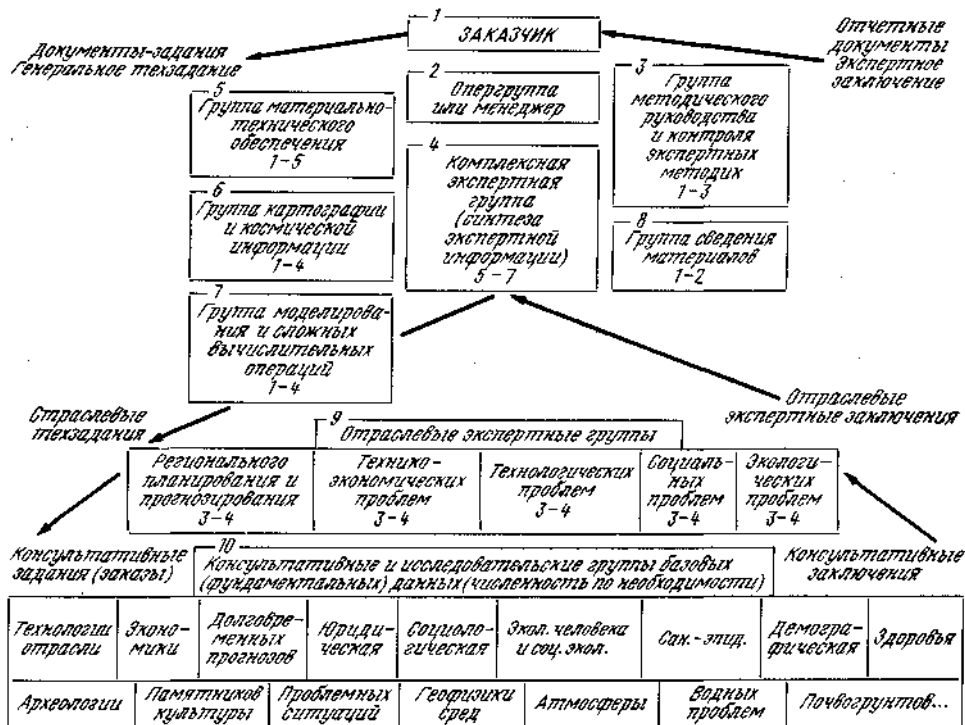 1
ЗАКАЗЧИК
Документы-задания
Генеральное техзадание
Отчетные
документы
Экспертное
заключение
2
Опергруппа
или менеджер
3
Группа
методического
руководства
и контроля
экспертных
методик
1-3
5
Группа материально-
технического
обеспечения
1-5
4
Комплексная
экспертная
группа
(синтеза
экспертной
информации)
5-7
6
Группа картографии
и космической
информации
1-4
8
Группа сведения
материалов
1-2
7
Группа моделирова-
ния и сложных
вычислительных
операций
1-4
Отраслевые
техзадания
Отраслевые
экспертные заключения
9
Отраслевые экспертные группы
Регионального
планирования и
прогнозирования
3-4
Технико-
экономических
проблем
3-4
Технологических
проблем
3-4
Социаль-
ных
проблем
3-4
Экологи-
ческих
проблем
3-4
Консультативные
задания (заказы)
Консультативные
заключения
10
Консультативные и исследовательские группы базовых
(фундаментальных) данных (численность по необходимости)
Технологии
отрасли
Эконо-
мики
Долговре-
менных
прогнозов
Юриди-
ческая
Социоло-
гическая
Экол. человека
и соц. экол.
Сан.-эпид.
Демогра-
фическая
Здоровья
Археологии
Памятников
культуры
Проблемных
ситуаций
Геофизики
сред
Атмосферы
Водных
проблем
Почвогрунтов...